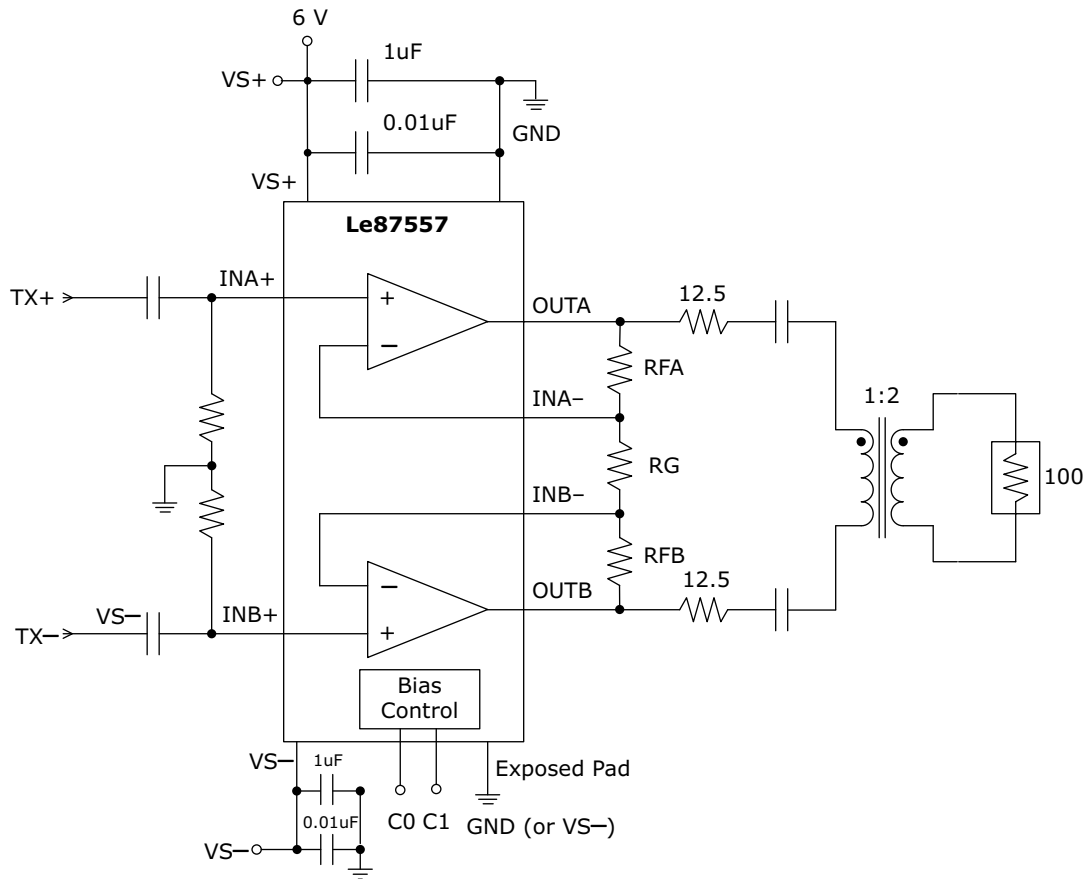 6 V
1uF
VS+
0.01uF
GND
VS+
Le87557
TX+
INA+
+
OUTA
12.5
−
RFA
INA−
1:2
RG
100
INB−
RFB
−
12.5
OUTB
VS−
INB+
TX−
+
Bias
Control
VS−
1uF
Exposed Pad
C0 C1
GND (or VS−)
0.01uF
VS−